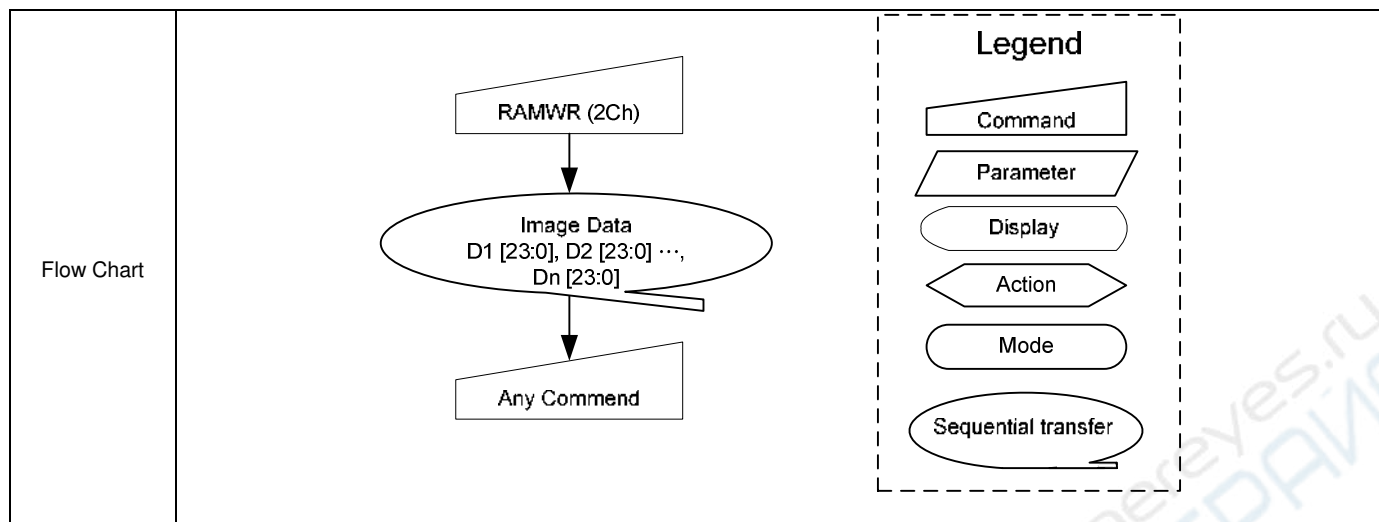 Flow Chart
RAMWR (2Ch)
Image Data
D1 [23:0], D2 [23:0] ⋯,
Dn [23:0]
Any Commend
Legend
Command
Parameter
Display
Action
Mode
Sequential transfer